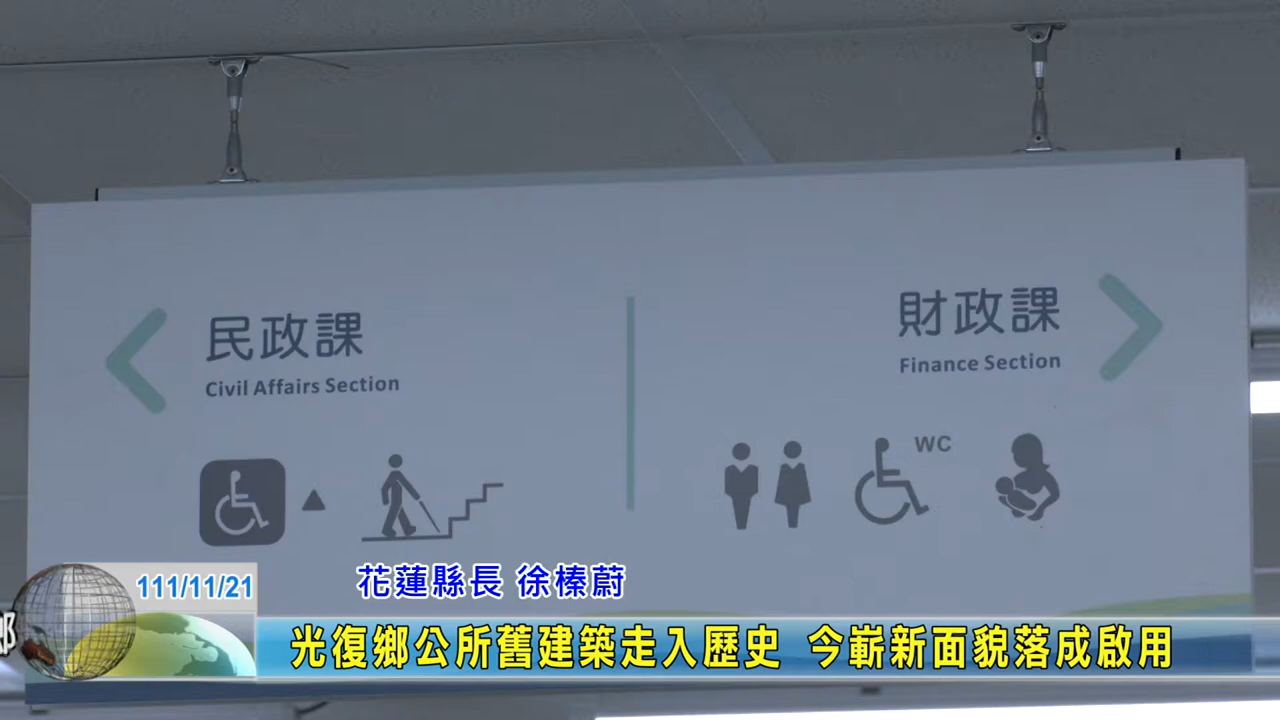 民政課
Civil Affairs Section
財政課
Finance Section
WC
111/11/21
花蓮縣長 徐榛蔚
鄉
光復鄉公所舊建築走入歷史 今嶄新面貌落成啟用